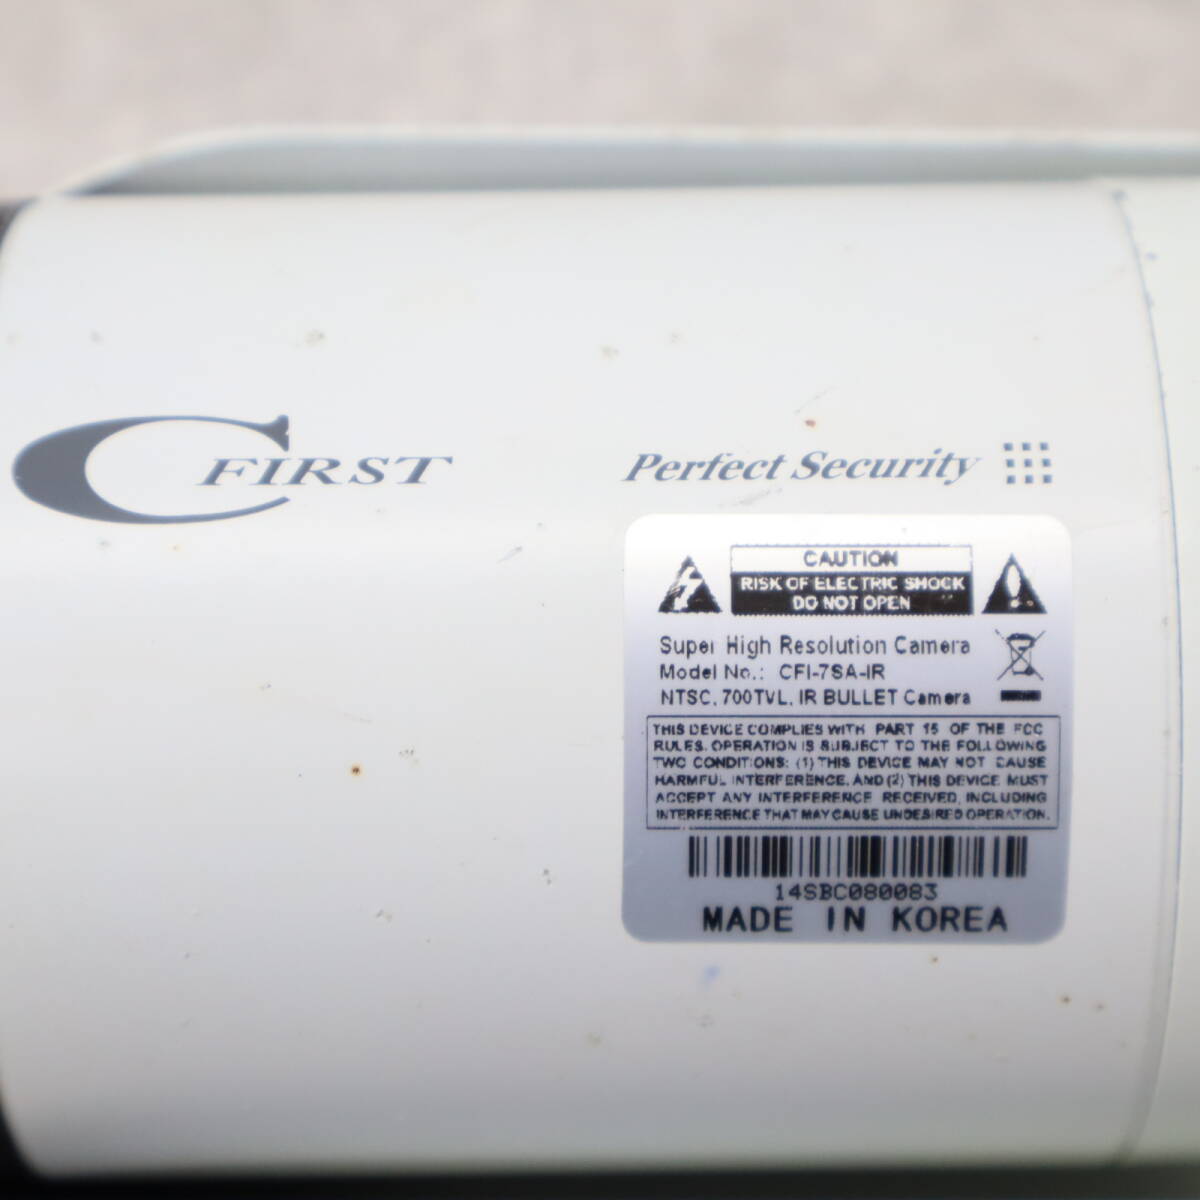 CFIRST
Perfect Security
CAUTION
RISK OF ELECTRIC SHOCK
DO NOT OPEN
Super High Resolution Camera
Model No.: CFI-7SA-IR
NTSC, 700TVL, IR BULLET Camera
THIS DEVICE COMPLIES WITH PART 15 OF THE FCC
RULES. OPERATION IS SUBJECT TO THE FOLLOWING
TWO CONDITIONS: (1) THIS DEVICE MAY NOT CAUSE
HARMFUL INTERFERENCE. AND (2) THIS DEVICE MUST
ACCEPT ANY INTERFERENCE RECEIVED, INCLUDING
INTERFERENCE THAT MAY CAUSE UNDESIRED OPERATION.
14SBC080083
MADE IN KOREA